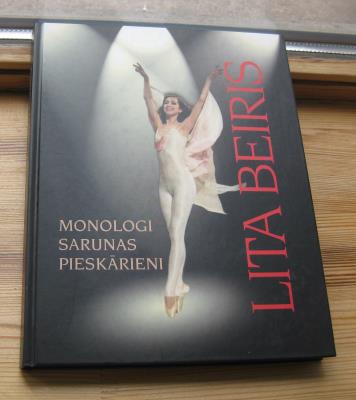 MONOLOGI
SARUNAS
PIESKĀRIENI
LITA BEIRIS